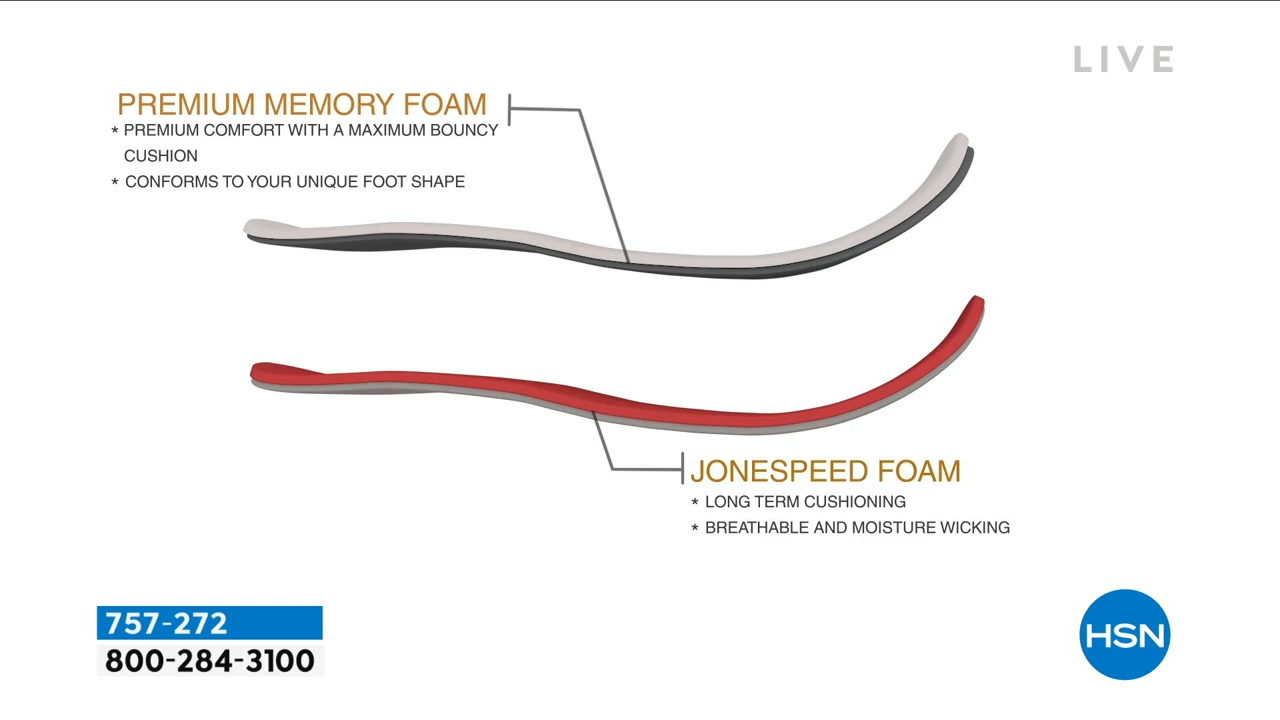 LIVE
PREMIUM MEMORY FOAM
* PREMIUM COMFORT WITH A MAXIMUM BOUNCY
CUSHION
* CONFORMS TO YOUR UNIQUE FOOT SHAPE
JONESPEED FOAM
* LONG TERM CUSHIONING
* BREATHABLE AND MOISTURE WICKING
757-272
800-284-3100
HSN